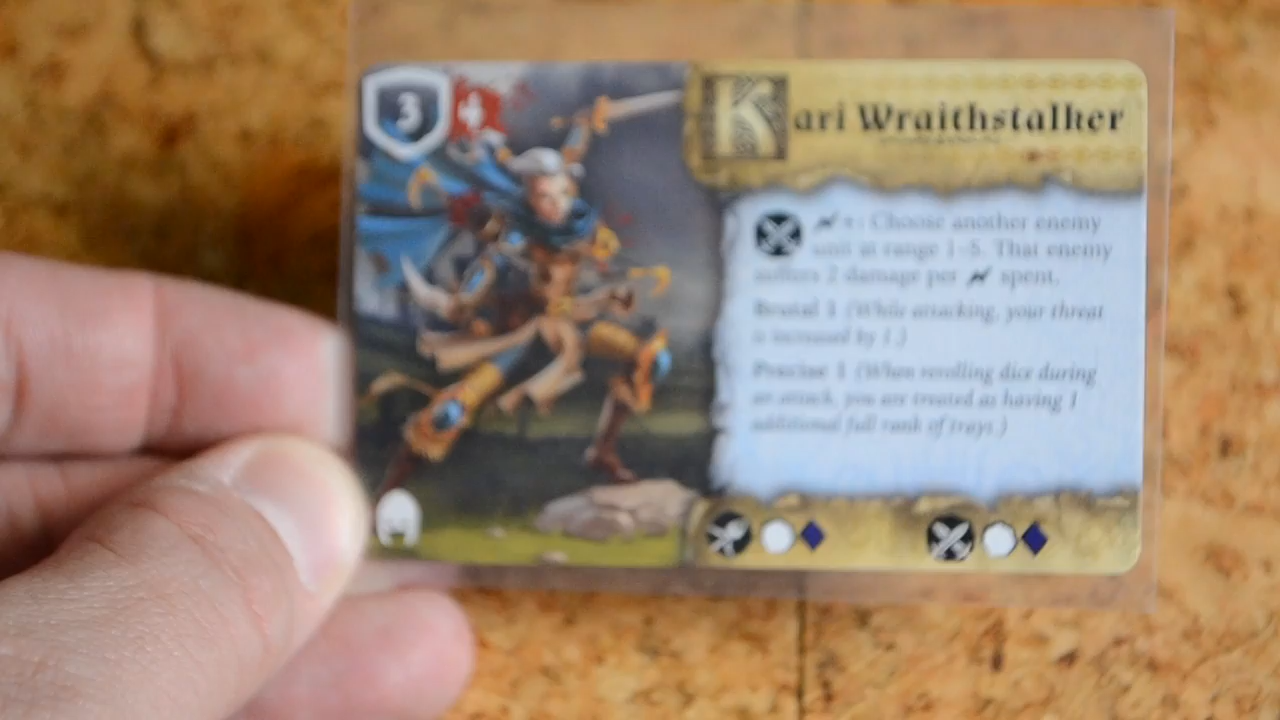 3 4
Kari Wraithstalker
: Choose another enemy
unit at range 1-5. That enemy
suffers 2 damage per spent.
Brutal 1 (While attacking, your threat
is increased by 1.)
Precise 1 (When rerolling dice during
an attack, you are treated as having 1
additional full rank of trays.)